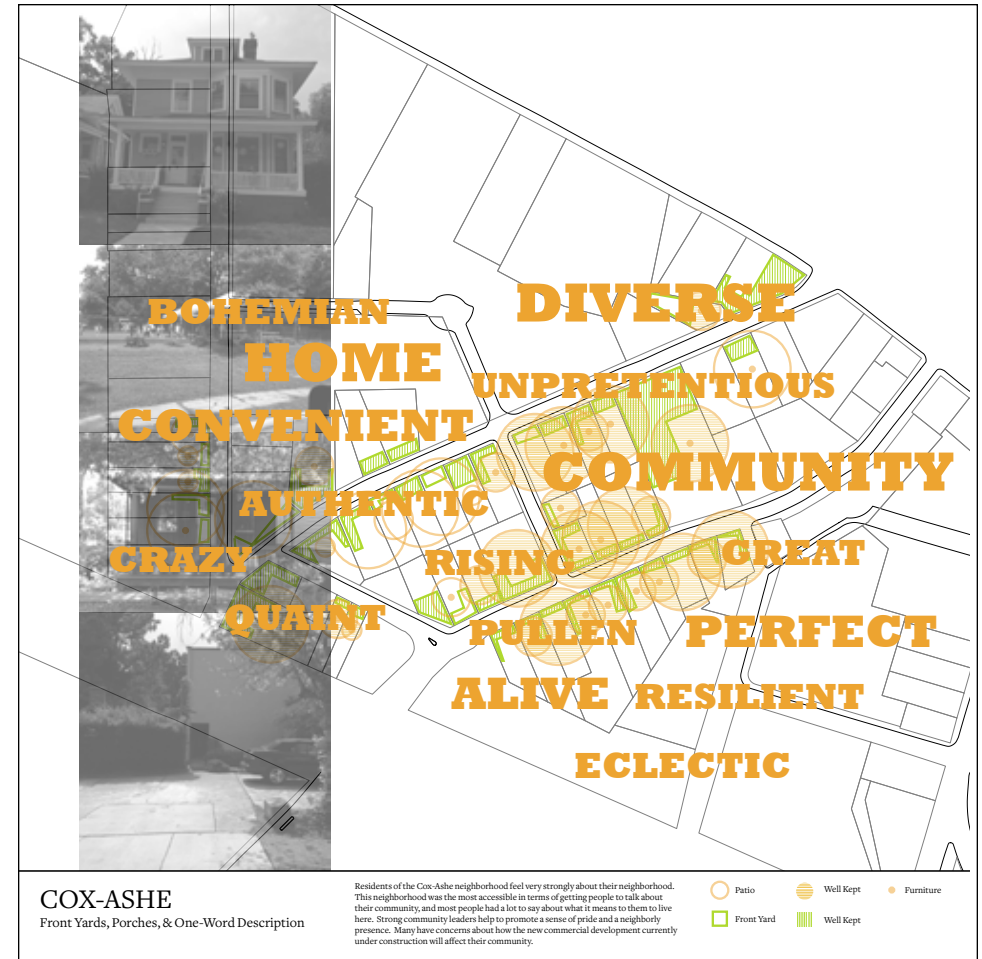 DIVERSE
BOHEMIAN
HOME
UNPRETENTIOUS
CONVENIENT
COMMUNITY
AUTHENTIC
CRAZY
RISING
GREAT
QUAINT
PULLEN
PERFECT
ALIVE
RESILIENT
ECLECTIC
COX-ASHE
Front Yards, Porches, & One-Word Description
Residents of the Cox-Ashe neighborhood feel very strongly about their neighborhood.
This neighborhood was the most accessible in terms of getting people to talk about
their community, and most people had a lot to say about what it means to them to live
here. Strong community leaders help to promote a sense of pride and a neighborly
presence. Many have concerns about how the new commercial development currently
under construction will affect their community.
Patio
Well Kept
Furniture
Front Yard
Well Kept